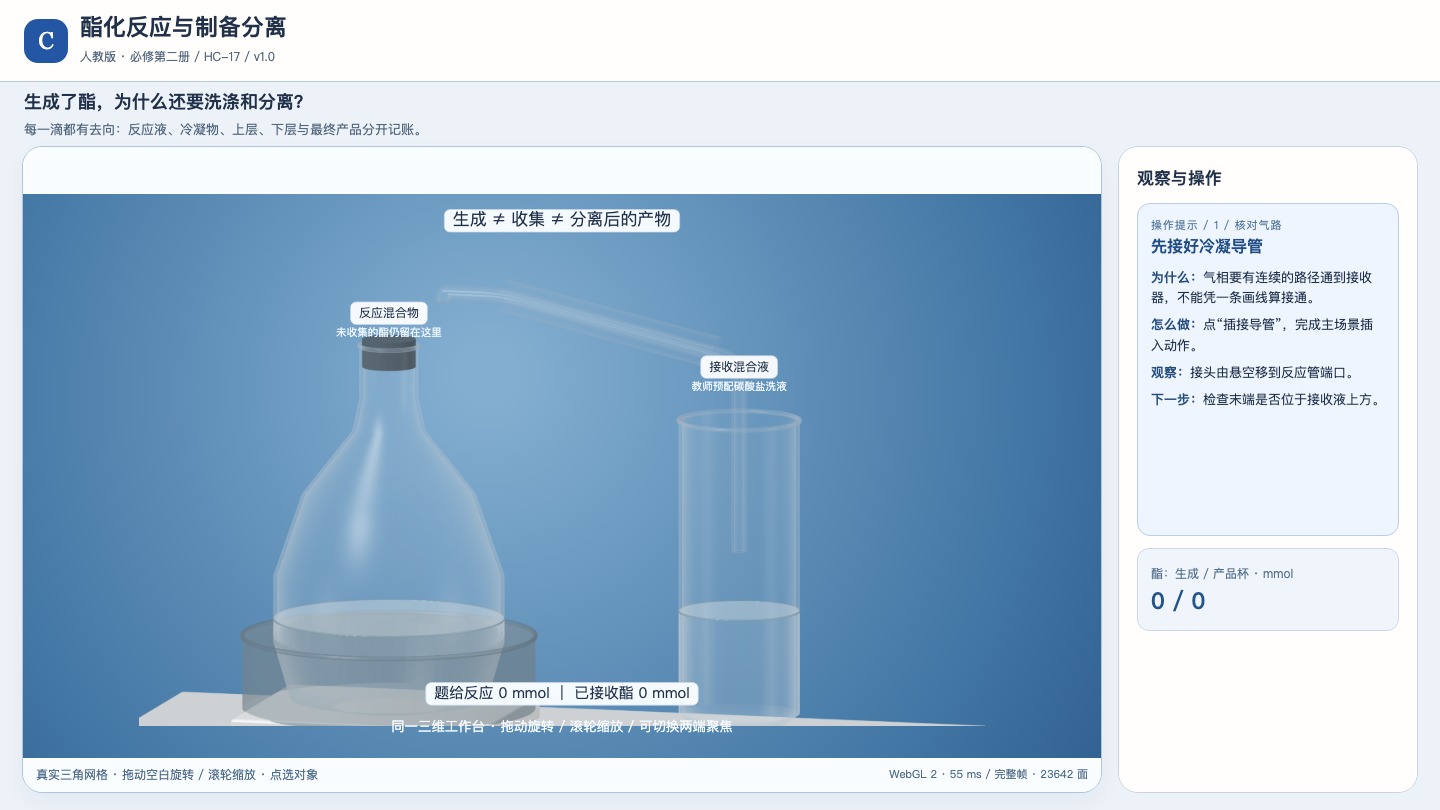 C
酯化反应与制备分离
人教版 · 必修第二册 / HC-17 / v1.0
生成了酯，为什么还要洗涤和分离？
每一滴都有去向：反应液、冷凝物、上层、下层与最终产品分开记账。
生成 ≠ 收集 ≠ 分离后的产物
反应混合物
未收集的酯仍留在这里
接收混合液
教师预配碳酸盐洗液
题给反应 0 mmol ｜ 已接收酯 0 mmol
同一三维工作台 · 拖动旋转 / 滚轮缩放 / 可切换两端聚焦
真实三角网格 · 拖动空白旋转 / 滚轮缩放 · 点选对象
WebGL 2 · 55 ms / 完整帧 · 23642 面
观察与操作
操作提示 / 1 / 核对气路
先接好冷凝导管
为什么：气相要有连续的路径通到接收
器，不能凭一条画线算接通。
怎么做：点“插接导管”，完成主场景插
入动作。
观察：接头由悬空移到反应管端口。
下一步：检查末端是否位于接收液上方。
酯：生成 / 产品杯 · mmol
0 / 0